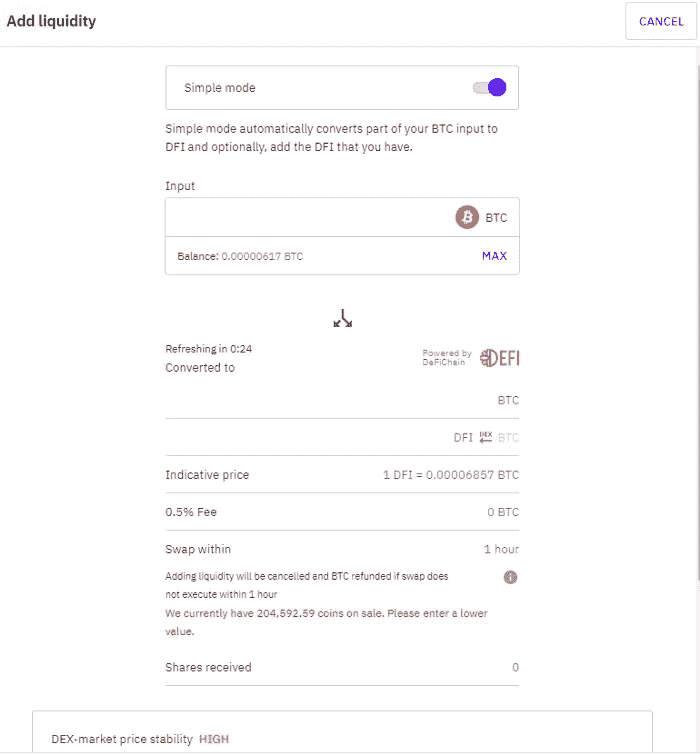 Add liquidity
CANCEL
Simple mode
Simple mode automatically converts part of your BTC input to
DFI and optionally, add the DFI that you have.
Input
BTC
Balance: 0.00000617 BTC
MAX
Refreshing in 0:24
Converted to
Powered by
DeFiChain
DEFI
BTC
DFI DEX BTC
Indicative price
1 DFI = 0.00006857 BTC
0.5% Fee
0 BTC
Swap within
1 hour
Adding liquidity will be cancelled and BTC refunded if swap does
not execute within 1 hour
We currently have 204,592.59 coins on sale. Please enter a lower
value.
Shares received
0
DEX-market price stability HIGH